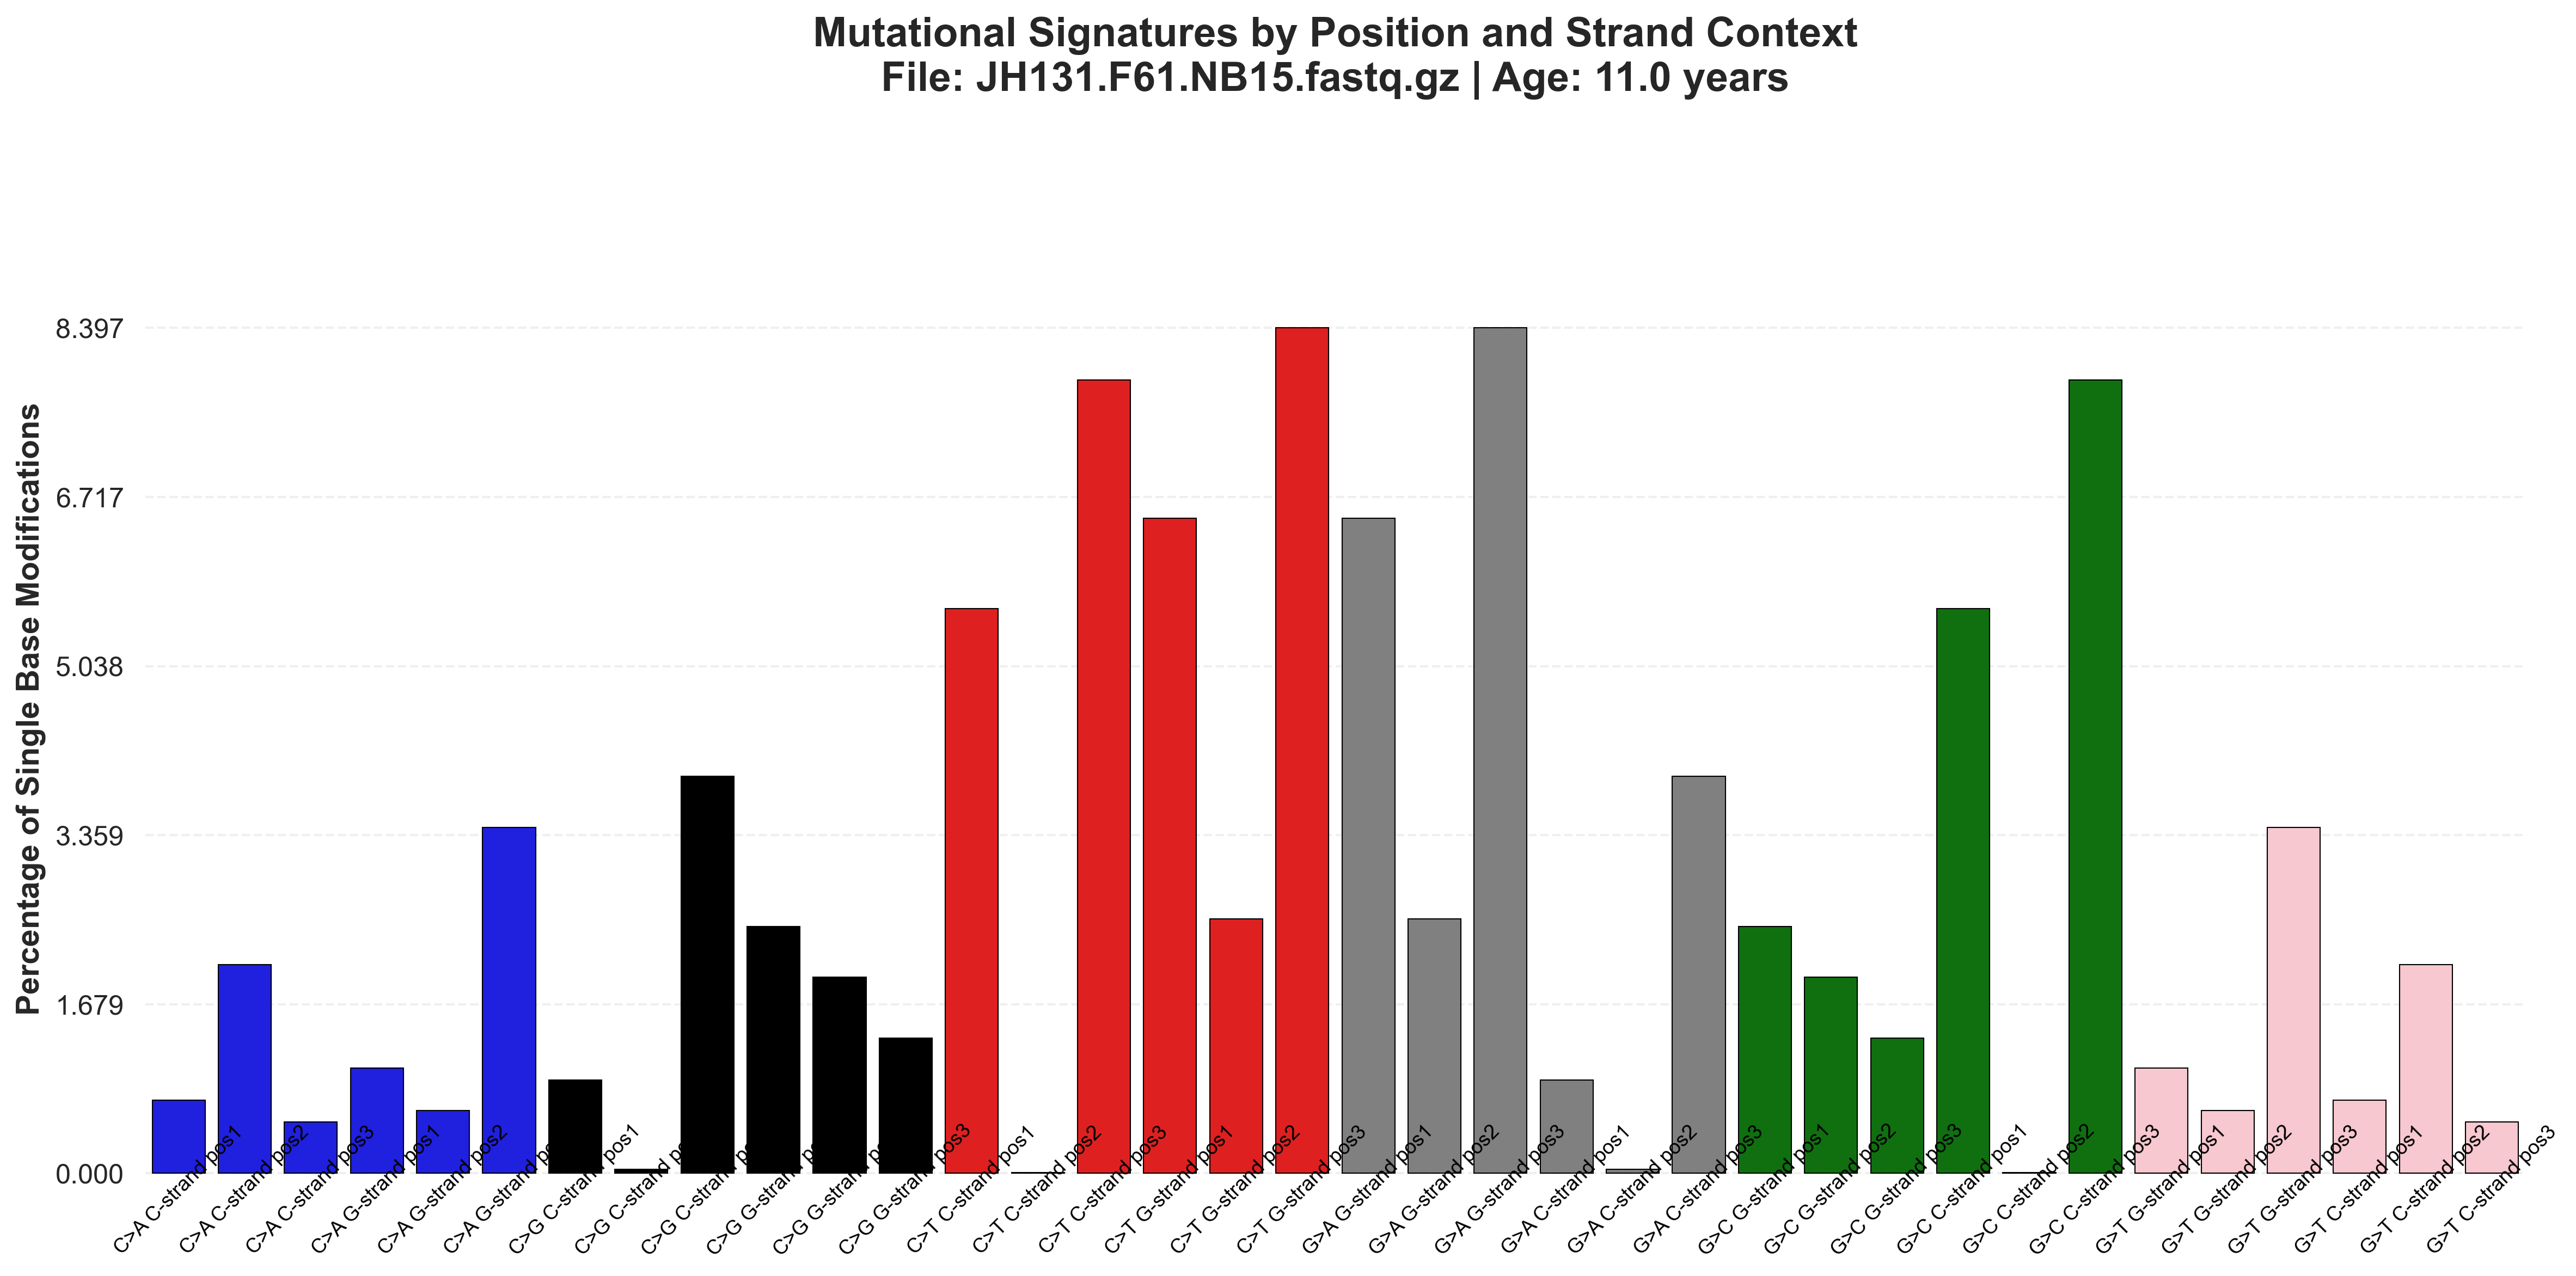 Mutational Signatures by Position and Strand Context
File: JH131.F61.NB15.fastq.gz | Age: 11.0 years
Percentage of Single Base Modifications
8.397
6.717
5.038
3.359
1.679
0.000
C>A C-strand pos1
C>A C-strand pos2
C>A C-strand pos3
C>A G-strand pos1
C>A G-strand pos2
C>A G-strand po
C>G C-strand pos1
C>G C-strand po
C>G C-strand po
C>G G-strand po
C>G G-strand po
C>G G-strand pos3
C>T C-strand pos1
C>T C-strand pos2
C>T C-strand pos3
C>T G-strand pos1
C>T G-strand pos2
C>T G-strand pos3
G>A G-strand pos1
G>A G-strand pos2
G>A G-strand pos3
G>A C-strand pos1
G>A C-strand pos2
G>A C-strand pos3
G>C G-strand pos1
G>C G-strand pos2
G>C G-strand pos3
G>C C-strand pos1
G>C C-strand pos2
G>C C-strand pos3
G>T G-strand pos1
G>T G-strand pos2
G>T G-strand pos3
G>T C-strand pos1
G>T C-strand pos2
G>T C-strand pos3